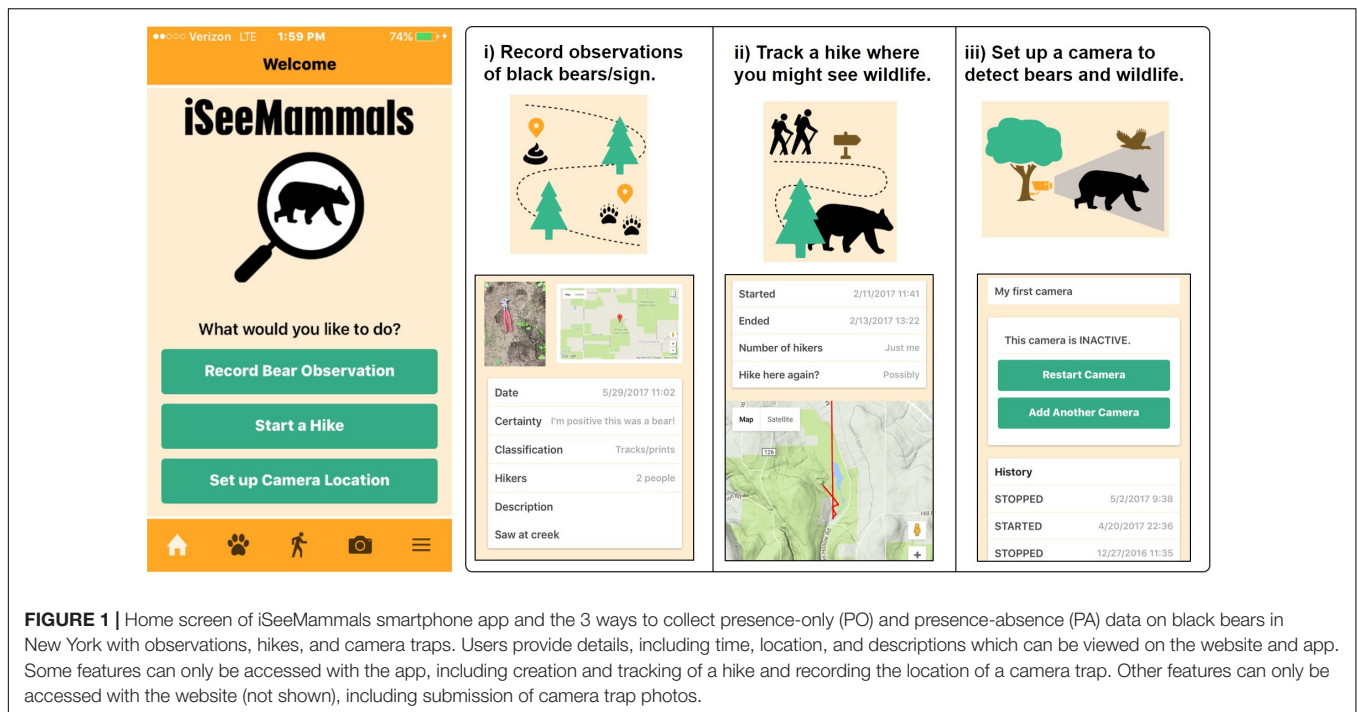 ●●○○○ Verizon LTE 1:59 PM 74%
Welcome
iSeeMammals
What would you like to do?
Record Bear Observation
Start a Hike
Set up Camera Location
i) Record observations
of black bears/sign.
Date 5/29/2017 11:02
Certainty I'm positive this was a bear!
Classification Tracks/prints
Hikers 2 people
Description
Saw at creek
ii) Track a hike where
you might see wildlife.
Started 2/11/2017 11:41
Ended 2/13/2017 13:22
Number of hikers Just me
Hike here again? Possibly
Map Satellite
iii) Set up a camera to
detect bears and wildlife.
My first camera
This camera is INACTIVE.
Restart Camera
Add Another Camera
History
STOPPED 5/2/2017 9:38
STARTED 4/20/2017 22:36
STOPPED 12/27/2016 11:35
FIGURE 1 | Home screen of iSeeMammals smartphone app and the 3 ways to collect presence-only (PO) and presence-absence (PA) data on black bears in
New York with observations, hikes, and camera traps. Users provide details, including time, location, and descriptions which can be viewed on the website and app.
Some features can only be accessed with the app, including creation and tracking of a hike and recording the location of a camera trap. Other features can only be
accessed with the website (not shown), including submission of camera trap photos.